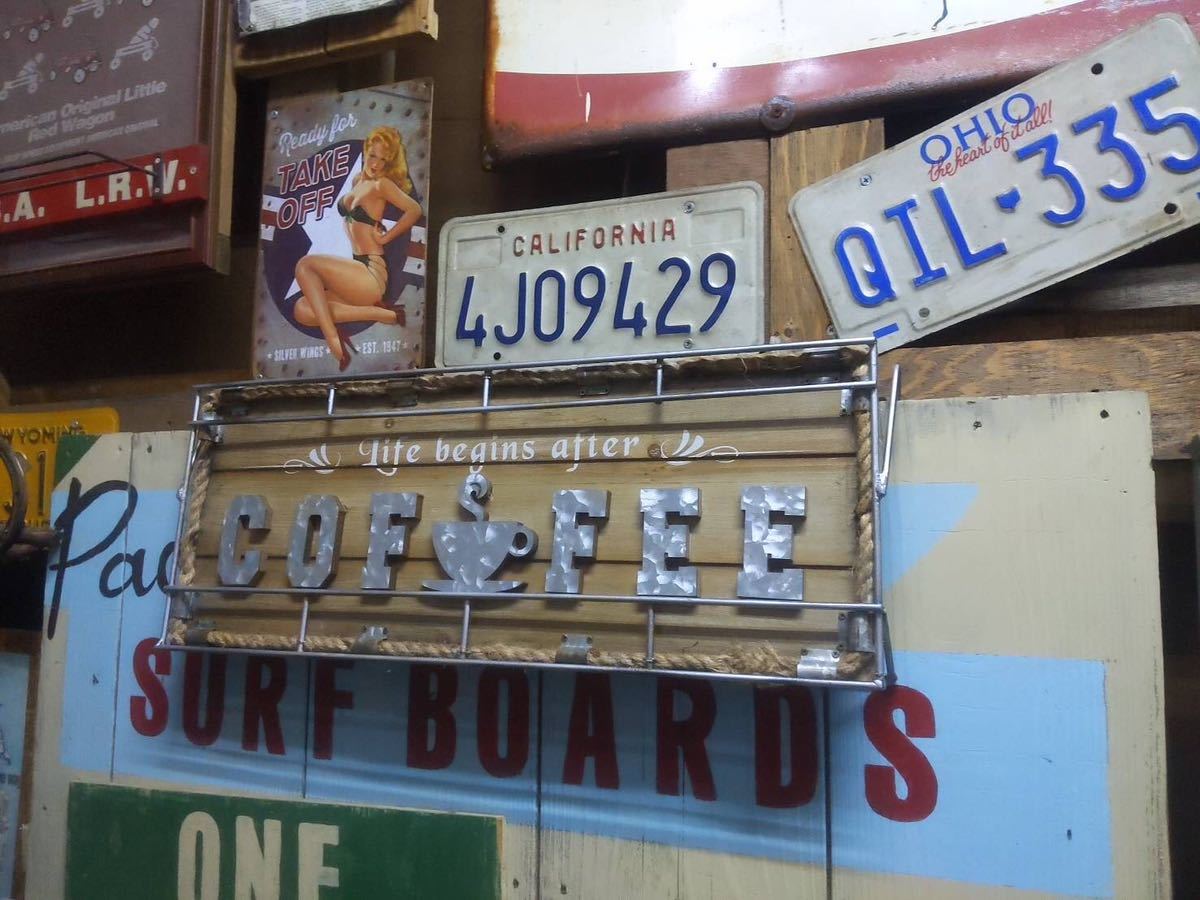 American Original Little
Red Wagon
.A. L.R.W.
Ready for
TAKE
OFF
* SILVER WINGS *
* EST. 1947 *
CALIFORNIA
4J09429
OHIO
the heart of it all!
QIL·335
WYOMING
Life begins after
COFFEE
Pac
SURF BOARDS
ONE